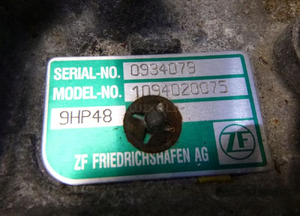 SERIAL-NO. 0934079
MODEL-NO. 1094020075
9HP48
ZF FRIEDRICHSHAFEN AG
ZF